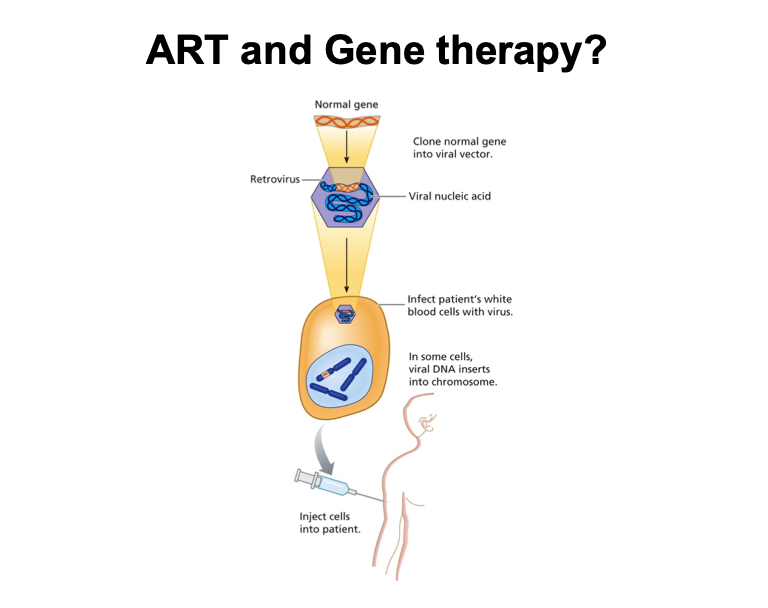 ART and Gene therapy?
Normal gene
Clone normal gene
into viral vector.
Retrovirus
Viral nucleic acid
Infect patient's white
blood cells with virus.
In some cells,
viral DNA inserts
into chromosome.
Inject cells
into patient.